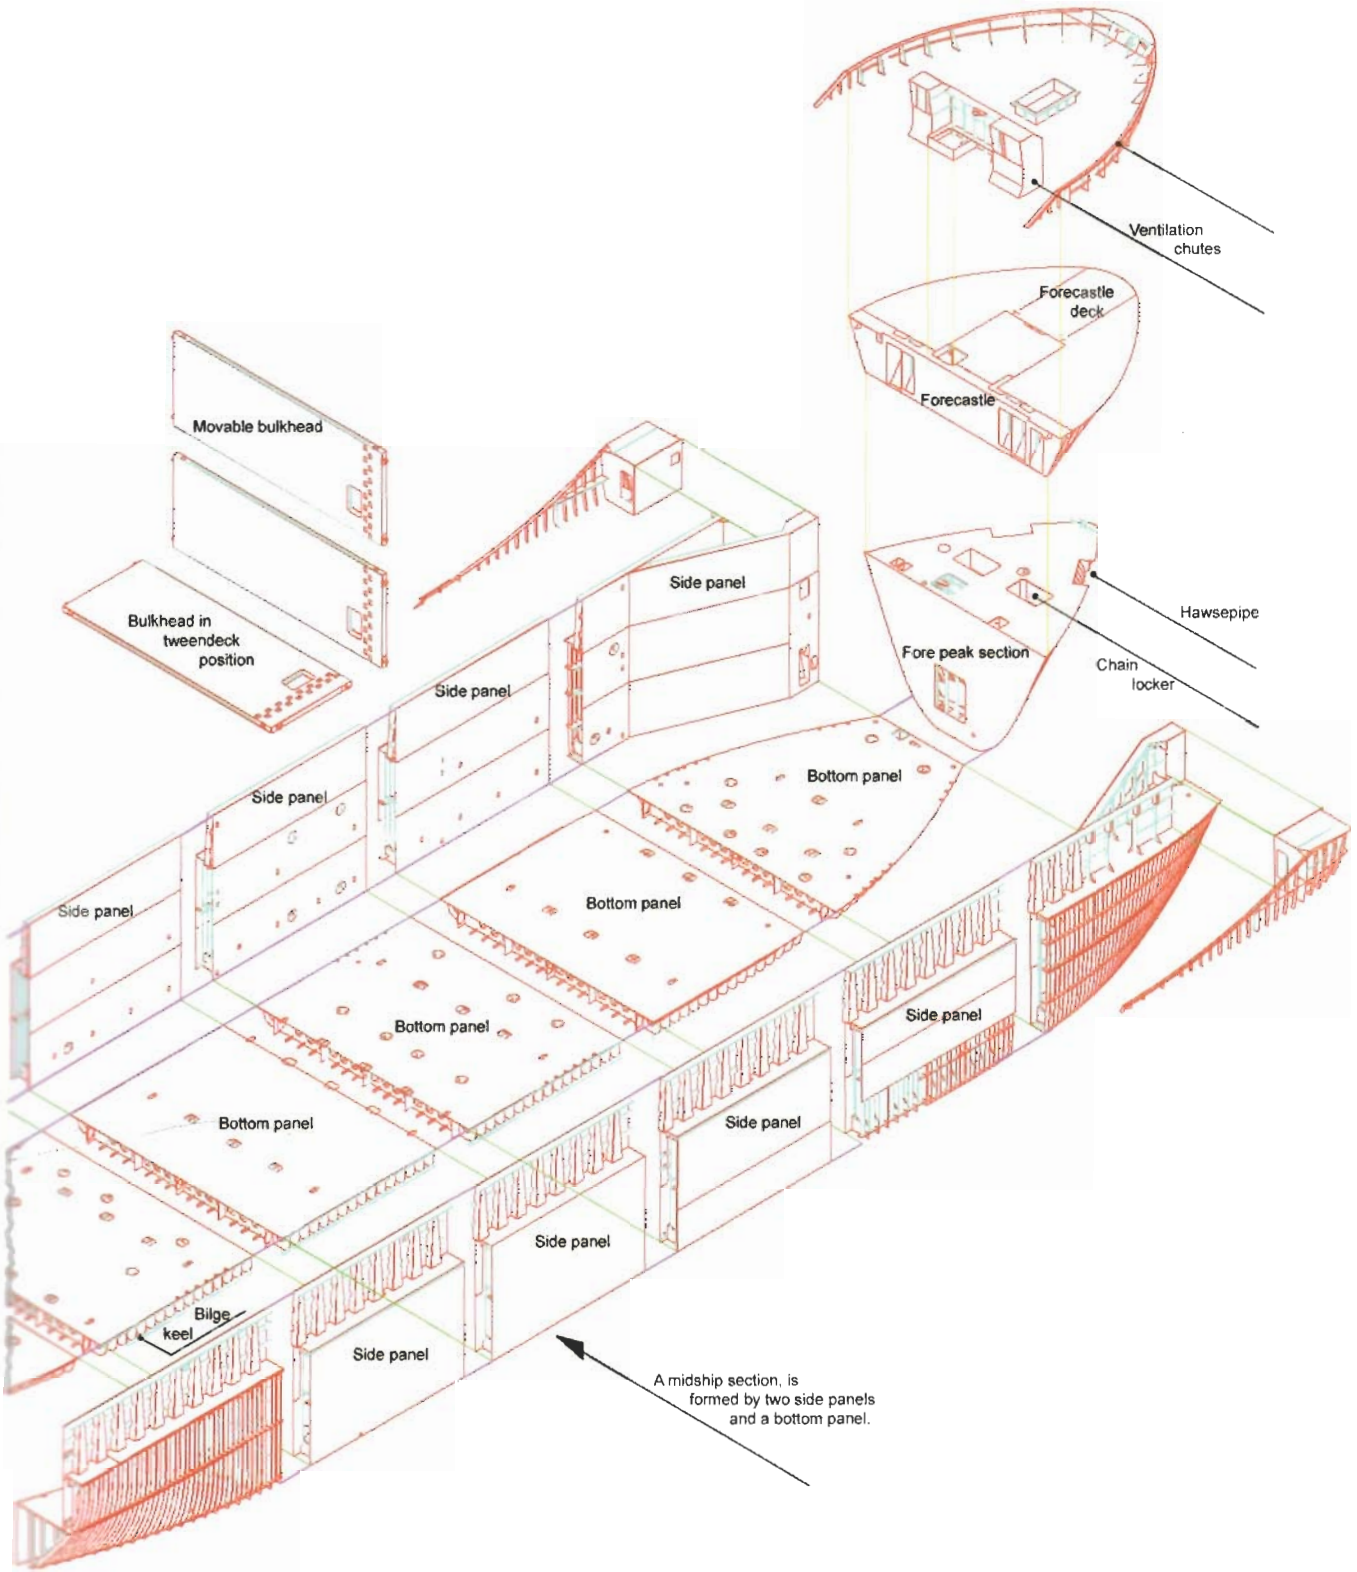 Ventilation
chutes
Forecastle
deck
Forecastle
Movable bulkhead
Bulkhead in
tweendeck
position
Side panel
Hawsepipe
Fore peak section
Chain
locker
Side panel
Bottom panel
Side panel
Bottom panel
Side panel
Side panel
Bottom panel
Side panel
Bottom panel
Side panel
Bilge
keel
Side panel
A midship section, is
formed by two side panels
and a bottom panel.